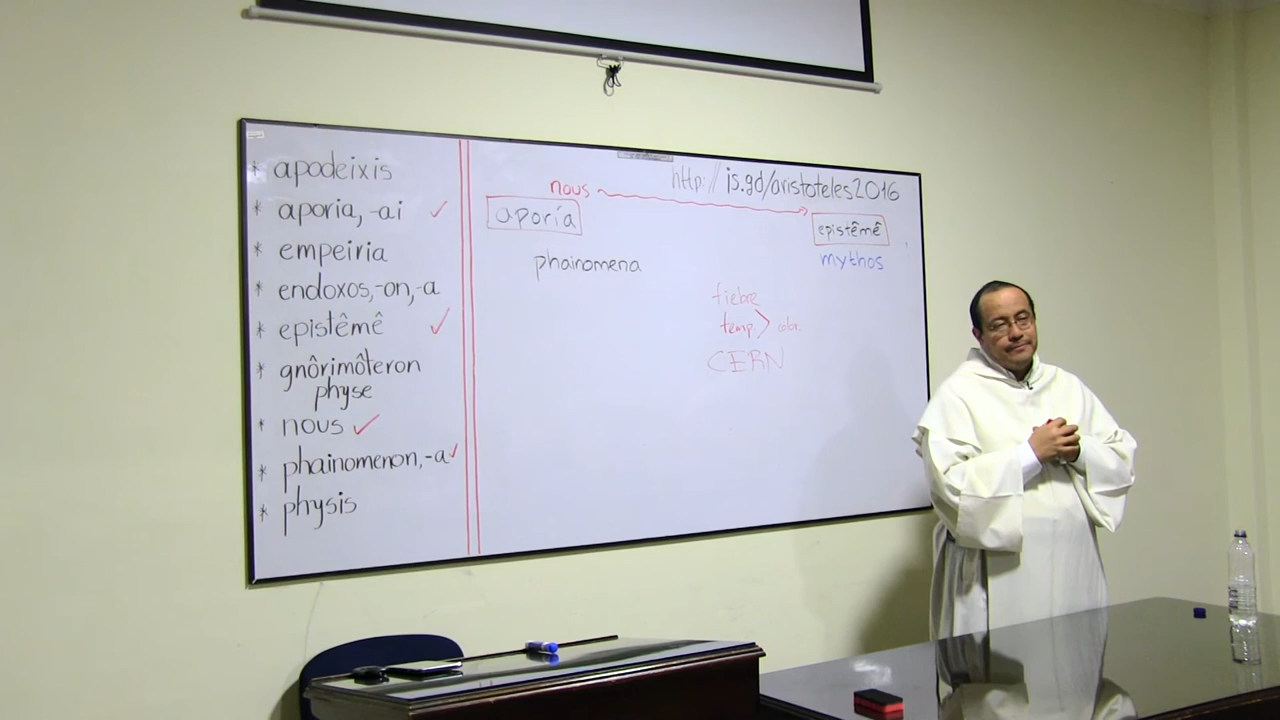 * apodeixis
* aporia, -ai ✓
* empeiria
* endoxos,-on,-a
* epistêmê ✓
* gnôrimôteron
physe
* nous ✓
* phainomenon,-a ✓
* physis
http://is.gd/aristoteles2016
nous
aporía
epistêmê
phainomena
mythos
fiebre
temp.
CERN